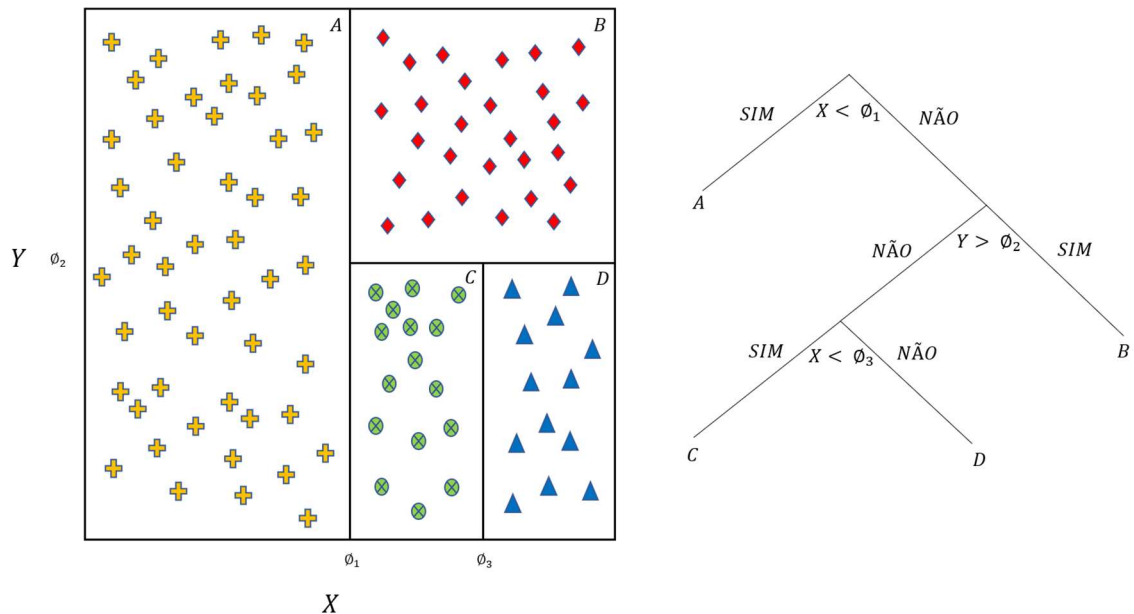 A
B
Y
∅₂
C
D
∅₁
∅₃
X
SIM
X < ∅₁
NÃO
A
NÃO
Y > ∅₂
SIM
SIM
X < ∅₃
NÃO
B
C
D